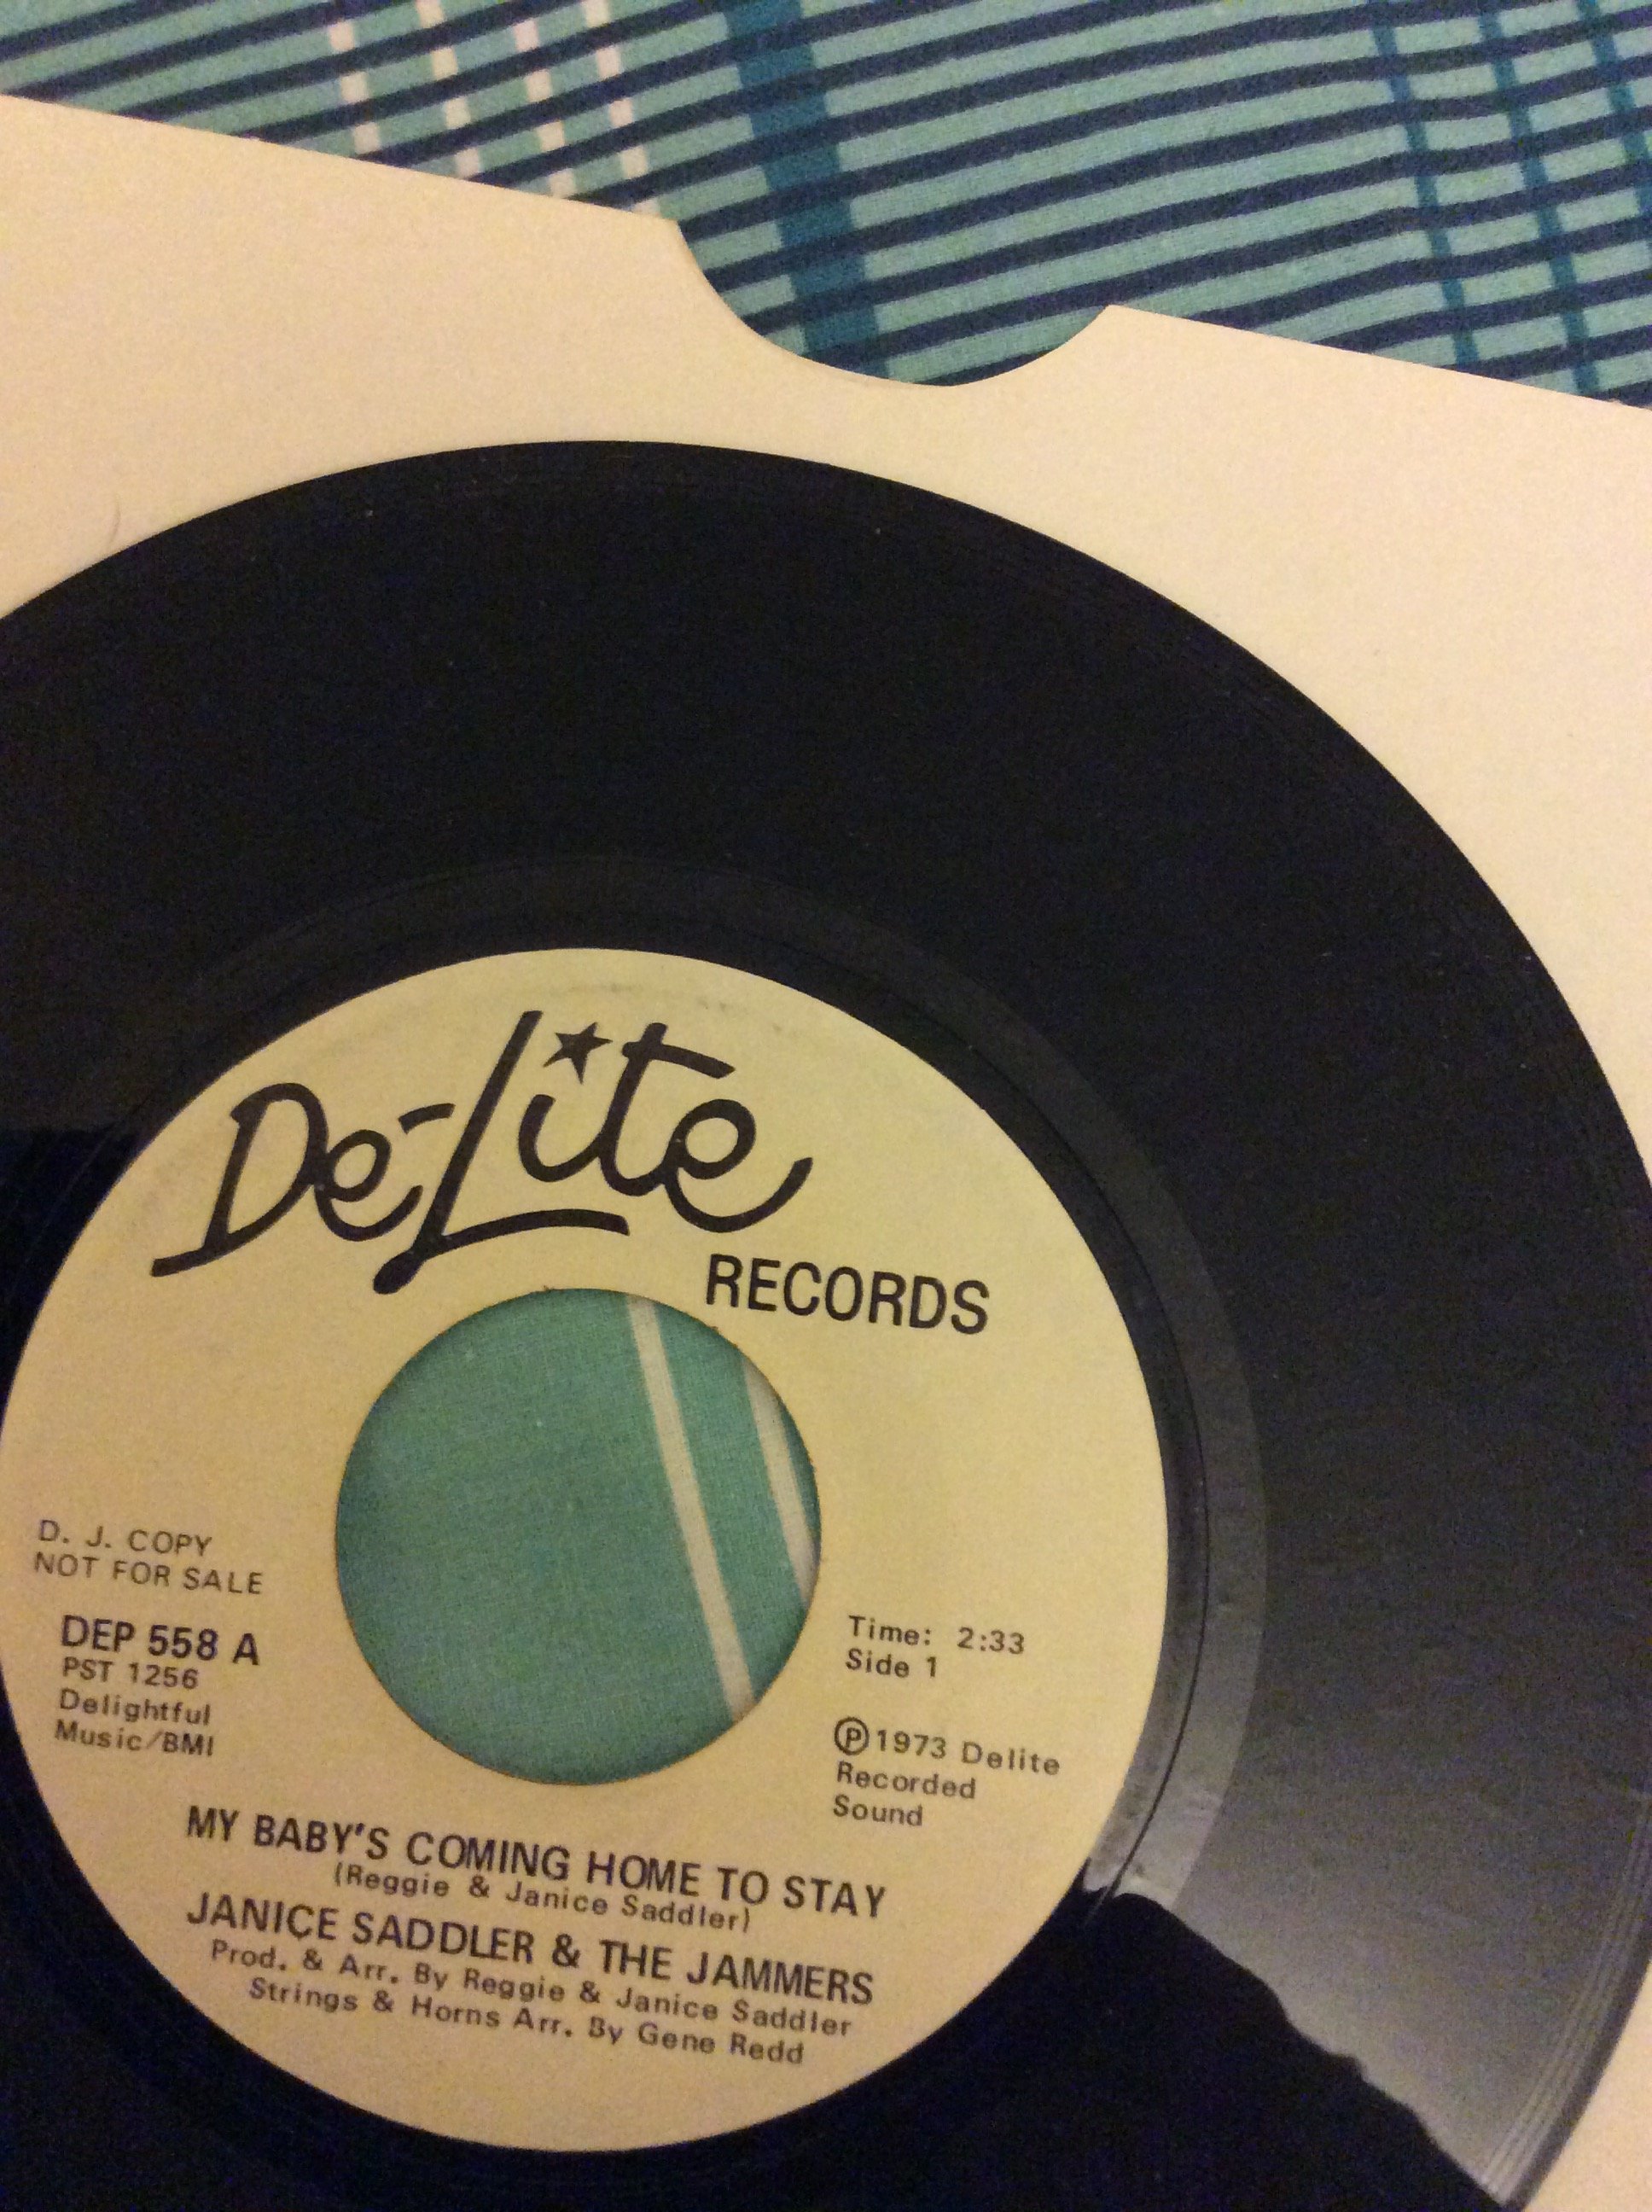 De-Lite
RECORDS
D. J. COPY
NOT FOR SALE
DEP 558 A
PST 1256
Delightful
Music/BMI
Time: 2:33
Side 1
Ⓟ1973 Delite
Recorded
Sound
MY BABY'S COMING HOME TO STAY
(Reggie & Janice Saddler)
JANICE SADDLER & THE JAMMERS
Prod. & Arr. By Reggie & Janice Saddler
Strings & Horns Arr. By Gene Redd